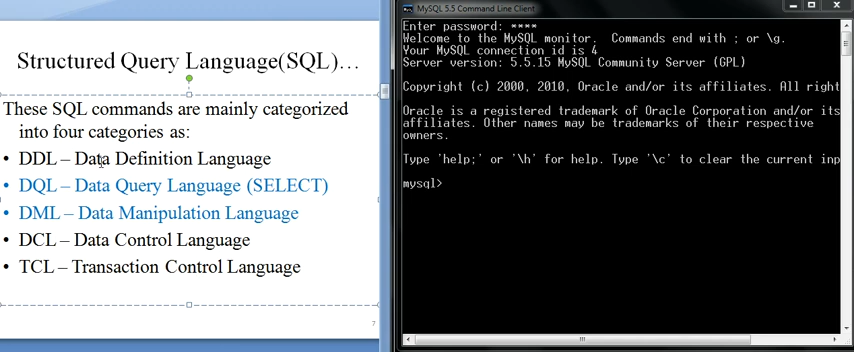 Structured Query Language(SQL)…
These SQL commands are mainly categorized
into four categories as:
• DDL – Data Definition Language
• DQL – Data Query Language (SELECT)
• DML – Data Manipulation Language
• DCL – Data Control Language
• TCL – Transaction Control Language
7
MySQL 5.5 Command Line Client
Enter password: ****
Welcome to the MySQL monitor.  Commands end with ; or \g.
Your MySQL connection id is 4
Server version: 5.5.15 MySQL Community Server (GPL)
Copyright (c) 2000, 2010, Oracle and/or its affiliates. All right
Oracle is a registered trademark of Oracle Corporation and/or its
affiliates. Other names may be trademarks of their respective
owners.
Type 'help;' or '\h' for help. Type '\c' to clear the current inp
mysql>